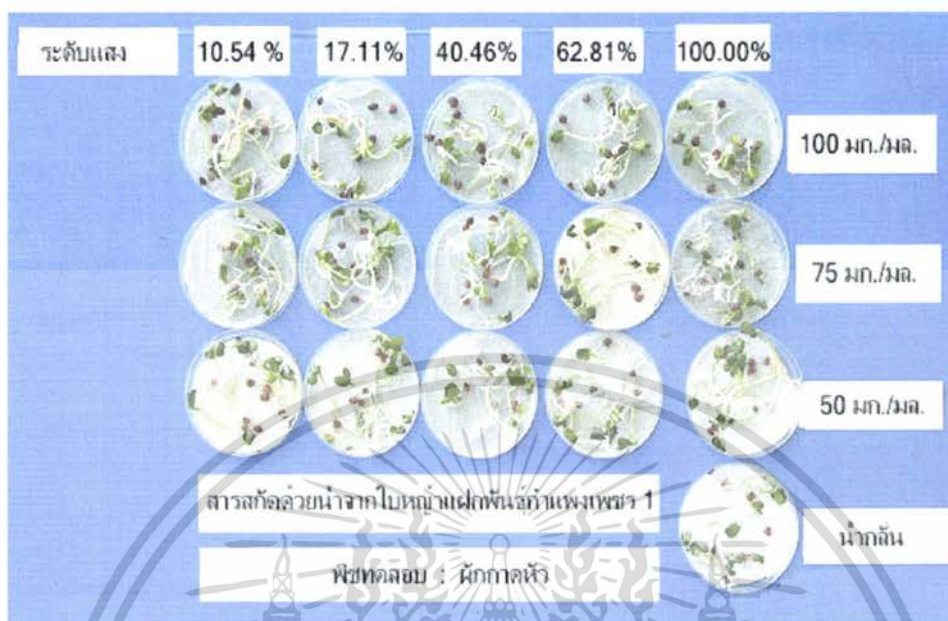 ระดับแสง 10.54 % 17.11% 40.46% 62.81% 100.00%
100 มก./มล.
75 มก./มล.
50 มก./มล.
สารสกัดด้วยน้ำจากใบหญ้าแฝกพันธุ์กำแพงเพชร 1
น้ำกลั่น
พืชทดสอบ : ผักกาดหัว